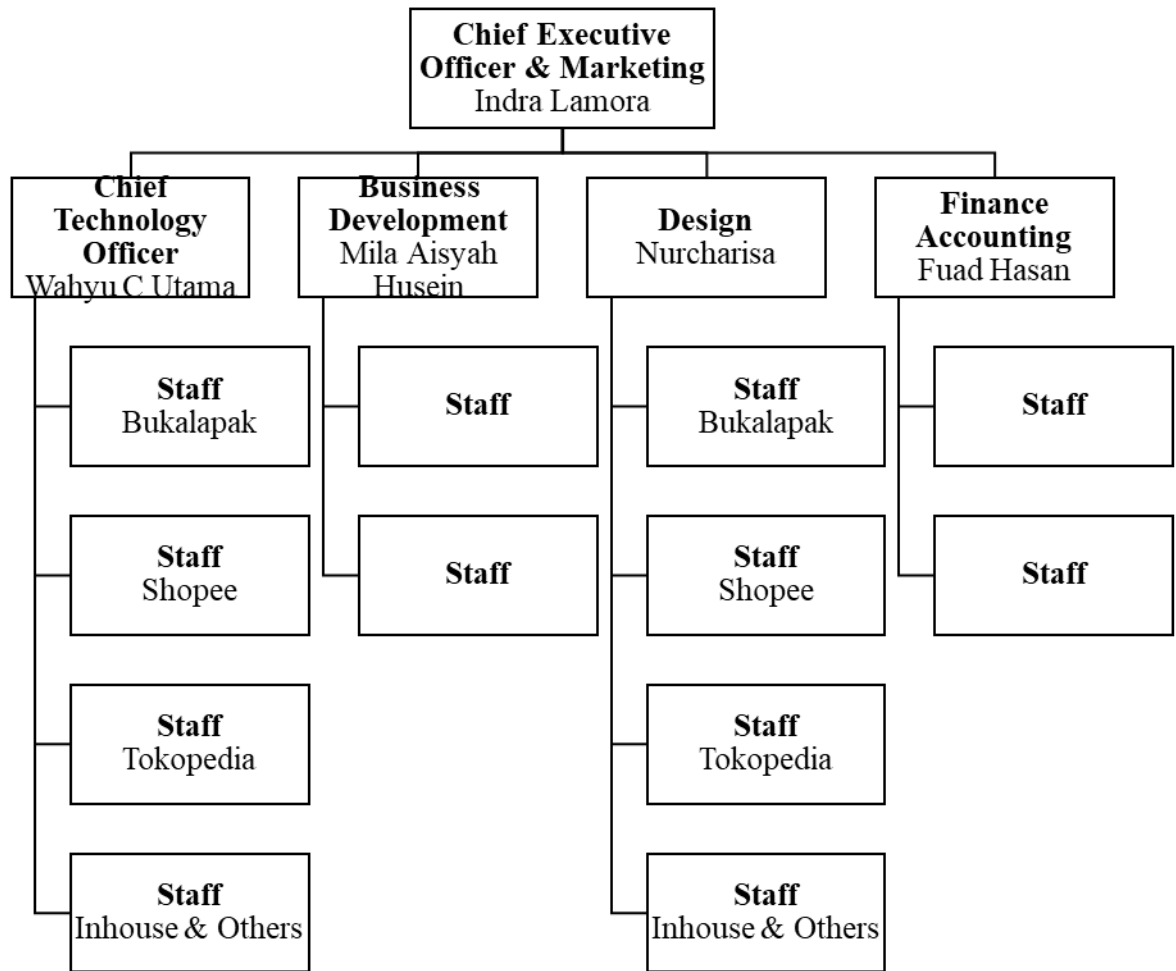 Chief Executive
Officer & Marketing
Indra Lamora
Chief
Technology
Officer
Wahyu C Utama
Business
Development
Mila Aisyah
Husein
Design
Nurcharisa
Finance
Accounting
Fuad Hasan
Staff
Bukalapak
Staff
Staff
Bukalapak
Staff
Staff
Shopee
Staff
Staff
Shopee
Staff
Staff
Tokopedia
Staff
Tokopedia
Staff
Inhouse & Others
Staff
Inhouse & Others